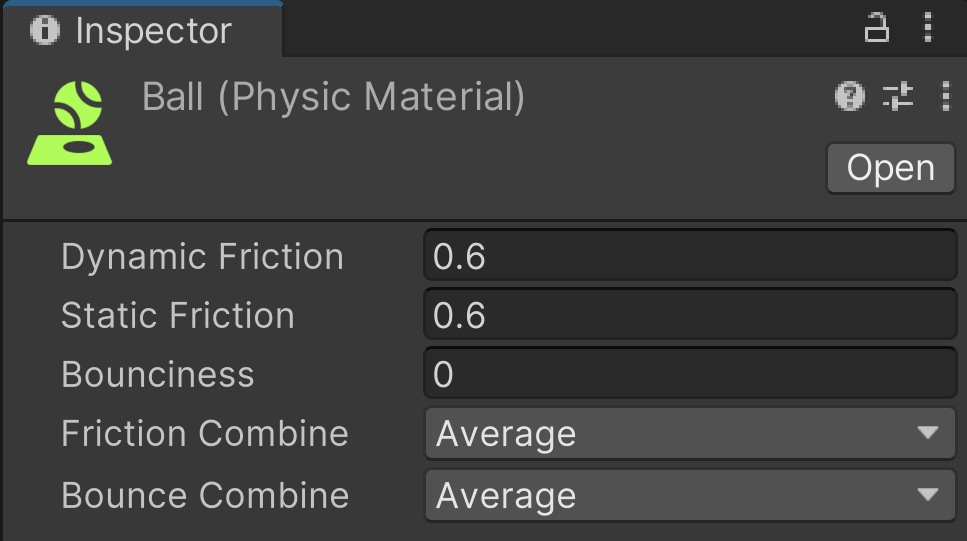 Inspector
Ball (Physic Material)
Open
Dynamic Friction 0.6
Static Friction 0.6
Bounciness 0
Friction Combine Average
Bounce Combine Average